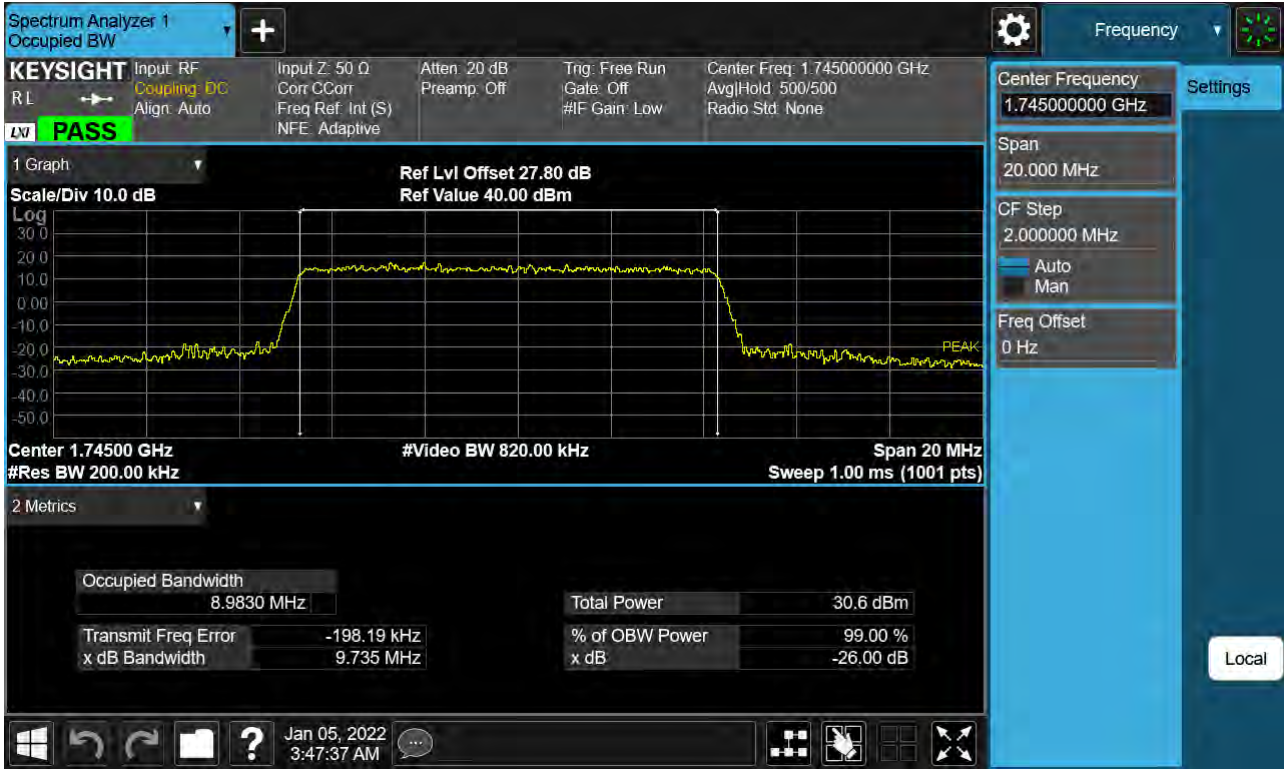 Spectrum Analyzer 1
Occupied BW
+
Frequency
KEYSIGHT
RL
LXI PASS
Input: RF
Coupling: DC
Align: Auto
Input Z: 50 Ω
Corr CCorr
Freq Ref: Int (S)
NFE: Adaptive
Atten: 20 dB
Preamp: Off
Trig: Free Run
Gate: Off
#IF Gain: Low
Center Freq: 1.745000000 GHz
Avg|Hold: 500/500
Radio Std: None
1 Graph
Scale/Div 10.0 dB
Ref Lvl Offset 27.80 dB
Ref Value 40.00 dBm
Log
30.0
20.0
10.0
0.00
-10.0
-20.0
-30.0
-40.0
-50.0
PEAK
Center 1.74500 GHz
#Video BW 820.00 kHz
Span 20 MHz
#Res BW 200.00 kHz
Sweep 1.00 ms (1001 pts)
2 Metrics
Occupied Bandwidth
8.9830 MHz
Total Power 30.6 dBm
Transmit Freq Error -198.19 kHz
% of OBW Power 99.00 %
x dB Bandwidth 9.735 MHz
x dB -26.00 dB
Center Frequency
1.745000000 GHz
Settings
Span
20.000 MHz
CF Step
2.000000 MHz
Auto
Man
Freq Offset
0 Hz
Local
?
Jan 05, 2022
3:47:37 AM